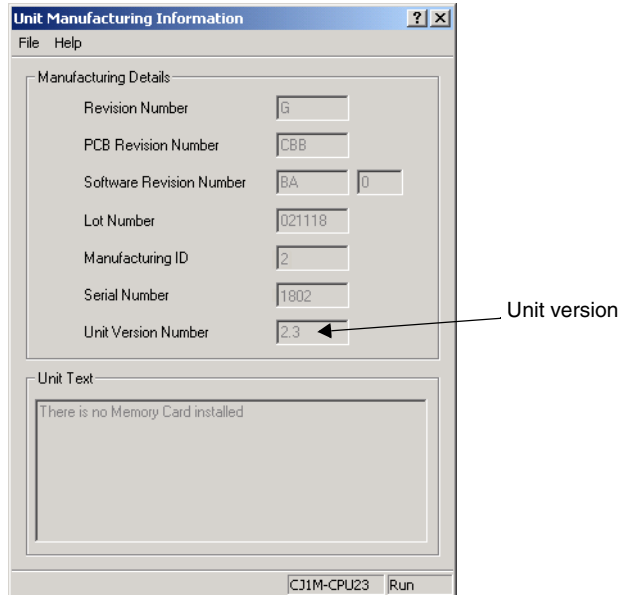 Unit Manufacturing Information
File Help
Manufacturing Details
Revision Number G
PCB Revision Number CBB
Software Revision Number BA 0
Lot Number 021118
Manufacturing ID 2
Serial Number 1802
Unit Version Number 2.3
Unit version
Unit Text
There is no Memory Card installed
CJ1M-CPU23 Run